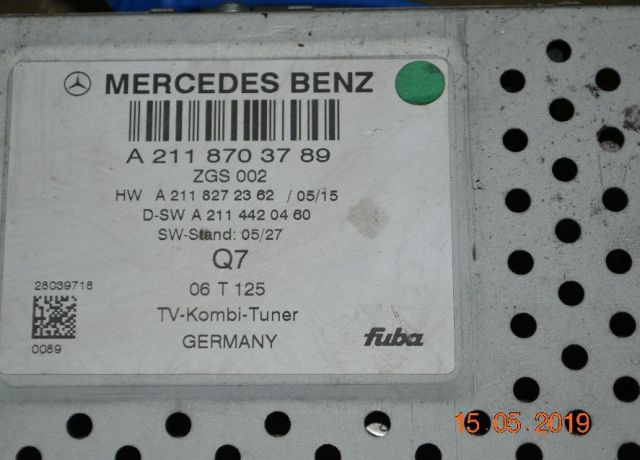 MERCEDES BENZ
A 211 870 37 89
ZGS 002
HW A 211 827 23 62 / 05/15
D-SW A 211 442 04 60
SW-Stand: 05/27
Q7
28039718
06 T 125
TV-Kombi-Tuner
0089
GERMANY
fuba
15.05.2019